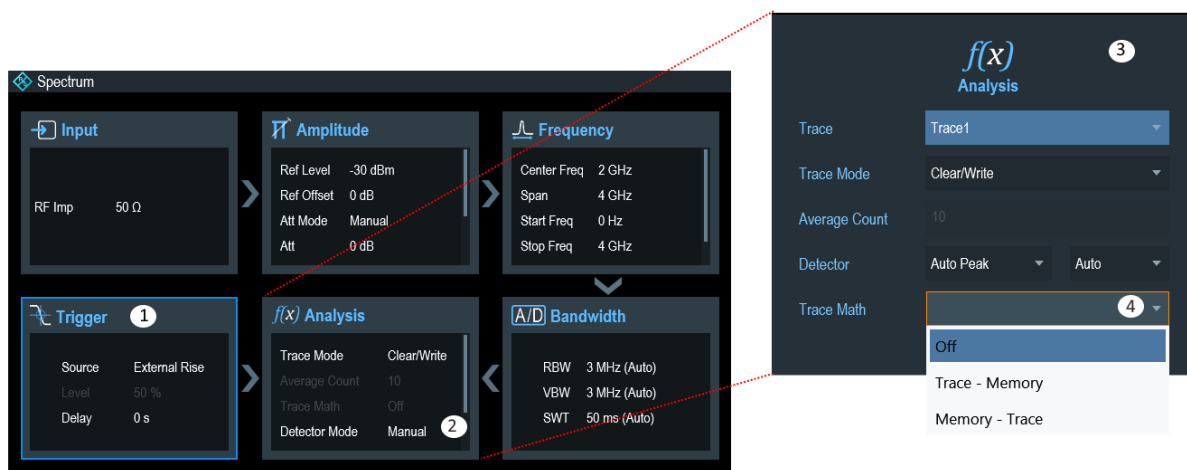 Spectrum
Input
RF Imp 50 Ω
Amplitude
Ref Level -30 dBm
Ref Offset 0 dB
Att Mode Manual
Att 0 dB
Frequency
Center Freq 2 GHz
Span 4 GHz
Start Freq 0 Hz
Stop Freq 4 GHz
Trigger 1
Source External Rise
Level 50 %
Delay 0 s
f(x) Analysis
Trace Mode Clear/Write
Average Count 10
Trace Math Off
Detector Mode Manual 2
A/D Bandwidth
RBW 3 MHz (Auto)
VBW 3 MHz (Auto)
SWT 50 ms (Auto)
f(x) 3
Analysis
Trace Trace1
Trace Mode Clear/Write
Average Count 10
Detector Auto Peak Auto
Trace Math 4
Off
Trace - Memory
Memory - Trace